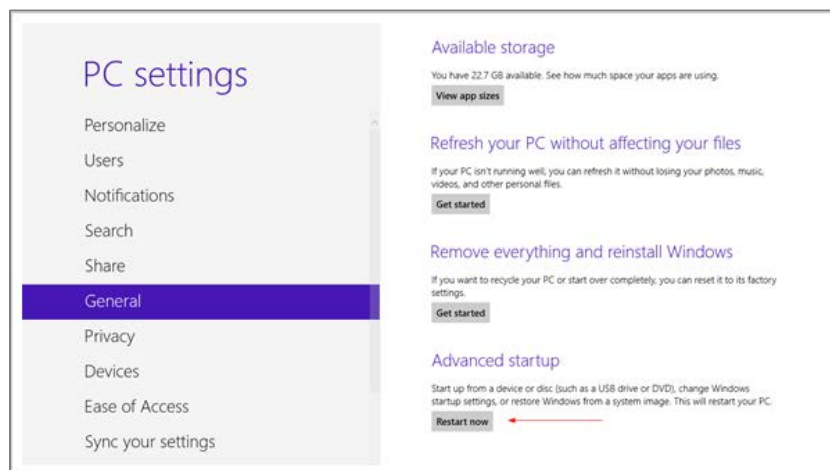 PC settings
Personalize
Users
Notifications
Search
Share
General
Privacy
Devices
Ease of Access
Sync your settings
Available storage
You have 22.7 GB available. See how much space your apps are using.
View app sizes
Refresh your PC without affecting your files
If your PC isn't running well, you can refresh it without losing your photos, music,
videos, and other personal files.
Get started
Remove everything and reinstall Windows
If you want to recycle your PC or start over completely, you can reset it to its factory
settings.
Get started
Advanced startup
Start up from a device or disc (such as a USB drive or DVD), change Windows
startup settings, or restore Windows from a system image. This will restart your PC.
Restart now